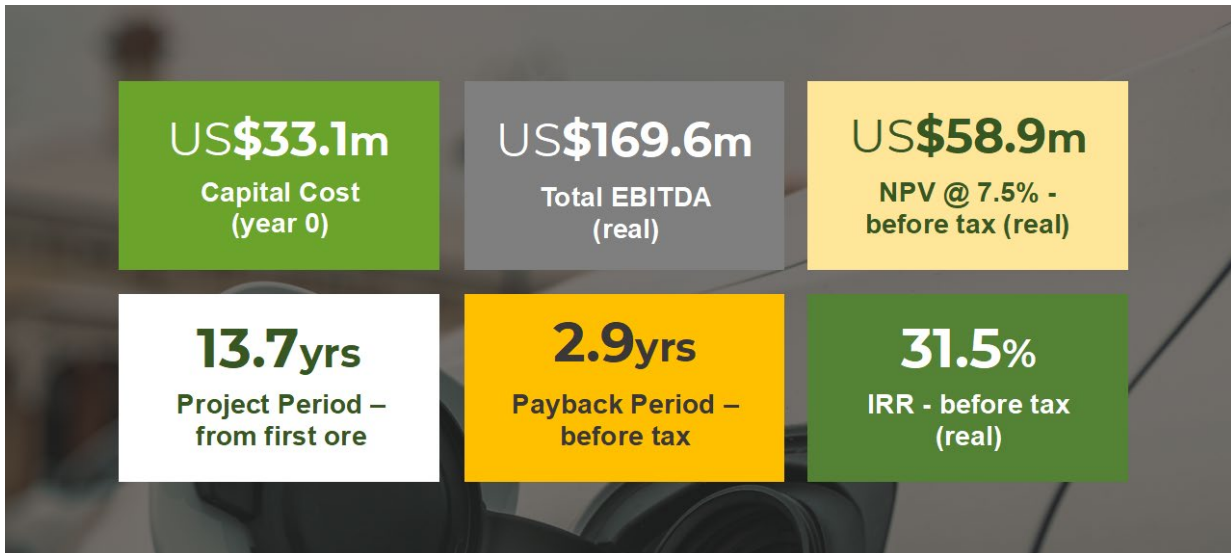 US$33.1m
Capital Cost
(year 0)
US$169.6m
Total EBITDA
(real)
US$58.9m
NPV @ 7.5% -
before tax (real)
13.7yrs
Project Period –
from first ore
2.9yrs
Payback Period –
before tax
31.5%
IRR - before tax
(real)